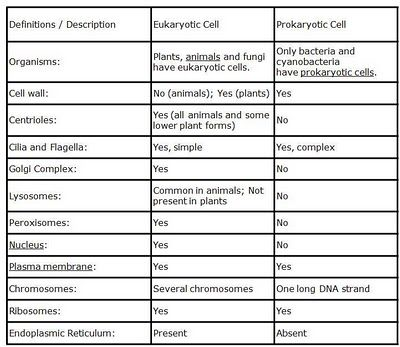 Definitions / Description Eukaryotic Cell Prokaryotic Cell
Organisms: Plants, animals and fungi have eukaryotic cells. Only bacteria and cyanobacteria have prokaryotic cells.
Cell wall: No (animals); Yes (plants) Yes
Centrioles: Yes (all animals and some lower plant forms) No
Cilia and Flagella: Yes, simple Yes, complex
Golgi Complex: Yes No
Lysosomes: Common in animals; Not present in plants No
Peroxisomes: Yes No
Nucleus: Yes No
Plasma membrane: Yes Yes
Chromosomes: Several chromosomes One long DNA strand
Ribosomes: Yes Yes
Endoplasmic Reticulum: Present Absent